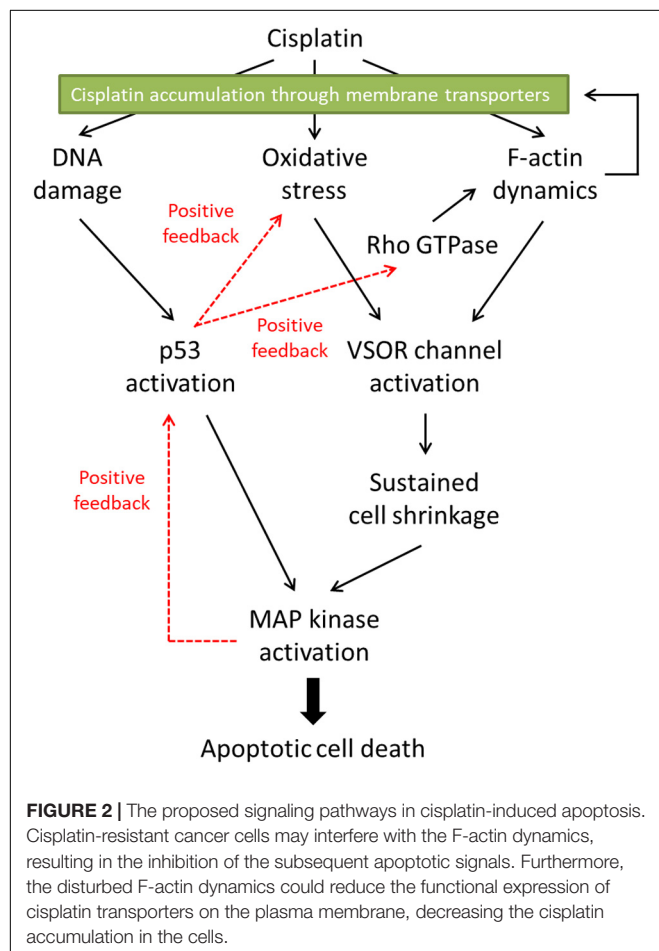 Cisplatin
Cisplatin accumulation through membrane transporters
DNA
damage
Oxidative
stress
F-actin
dynamics
Positive
feedback
Rho GTPase
Positive
feedback
p53
activation
VSOR channel
activation
Positive
feedback
Sustained
cell shrinkage
MAP kinase
activation
Apoptotic cell death
FIGURE 2 | The proposed signaling pathways in cisplatin-induced apoptosis.
Cisplatin-resistant cancer cells may interfere with the F-actin dynamics,
resulting in the inhibition of the subsequent apoptotic signals. Furthermore,
the disturbed F-actin dynamics could reduce the functional expression of
cisplatin transporters on the plasma membrane, decreasing the cisplatin
accumulation in the cells.